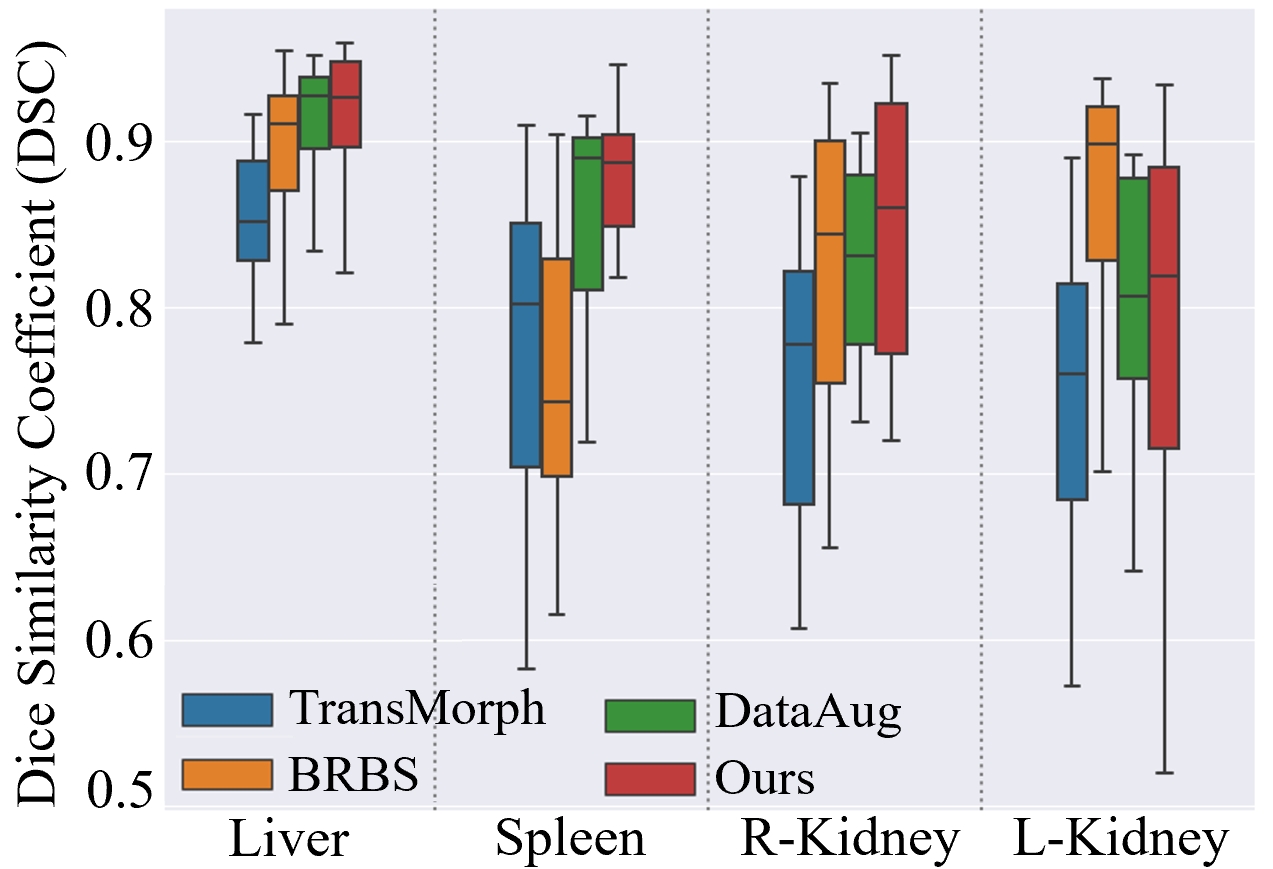 Dice Similarity Coefficient (DSC)
0.9
0.8
0.7
0.6
0.5
TransMorph
BRBS
DataAug
Ours
Liver
Spleen
R-Kidney
L-Kidney